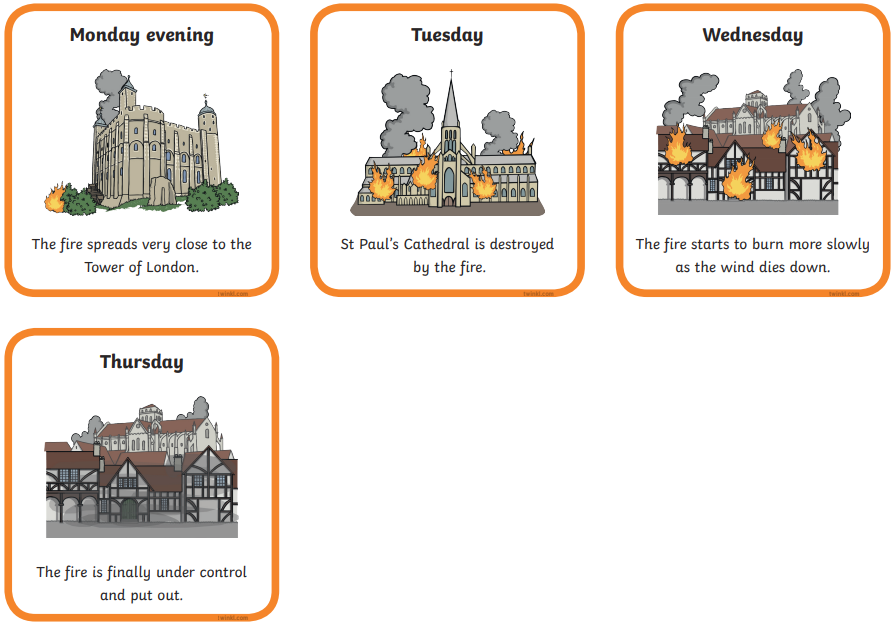 Monday evening
The fire spreads very close to the
Tower of London.
twinkl.com
Tuesday
St Paul's Cathedral is destroyed
by the fire.
twinkl.com
Wednesday
The fire starts to burn more slowly
as the wind dies down.
twinkl.com
Thursday
The fire is finally under control
and put out.
twinkl.com